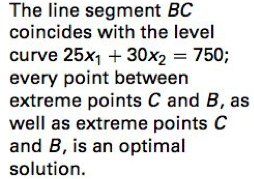 The line segment BC
coincides with the level
curve 25x₁ + 30x₂ = 750;
every point between
extreme points C and B, as
well as extreme points C
and B, is an optimal
solution.